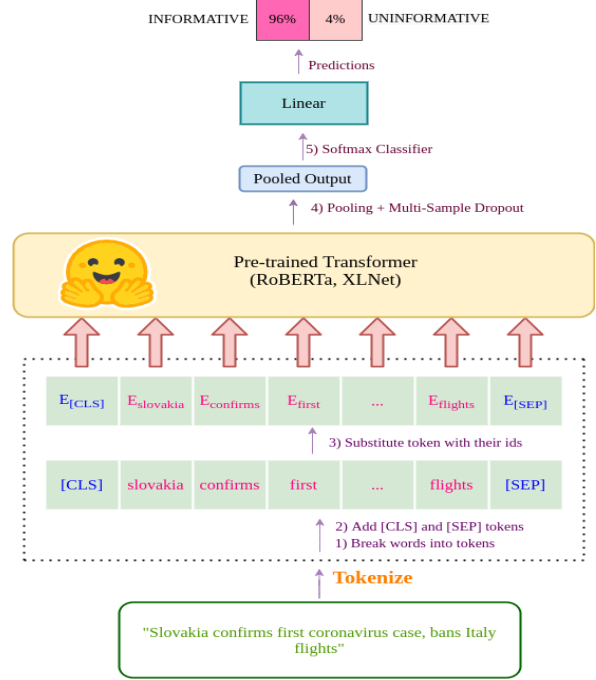 INFORMATIVE 96% 4% UNINFORMATIVE
Predictions
Linear
5) Softmax Classifier
Pooled Output
4) Pooling + Multi-Sample Dropout
Pre-trained Transformer
(RoBERTa, XLNet)
E[CLS] Eslovakia Econfirms Efirst ... Eflights E[SEP]
3) Substitute token with their ids
[CLS] slovakia confirms first ... flights [SEP]
2) Add [CLS] and [SEP] tokens
1) Break words into tokens
Tokenize
"Slovakia confirms first coronavirus case, bans Italy
flights"